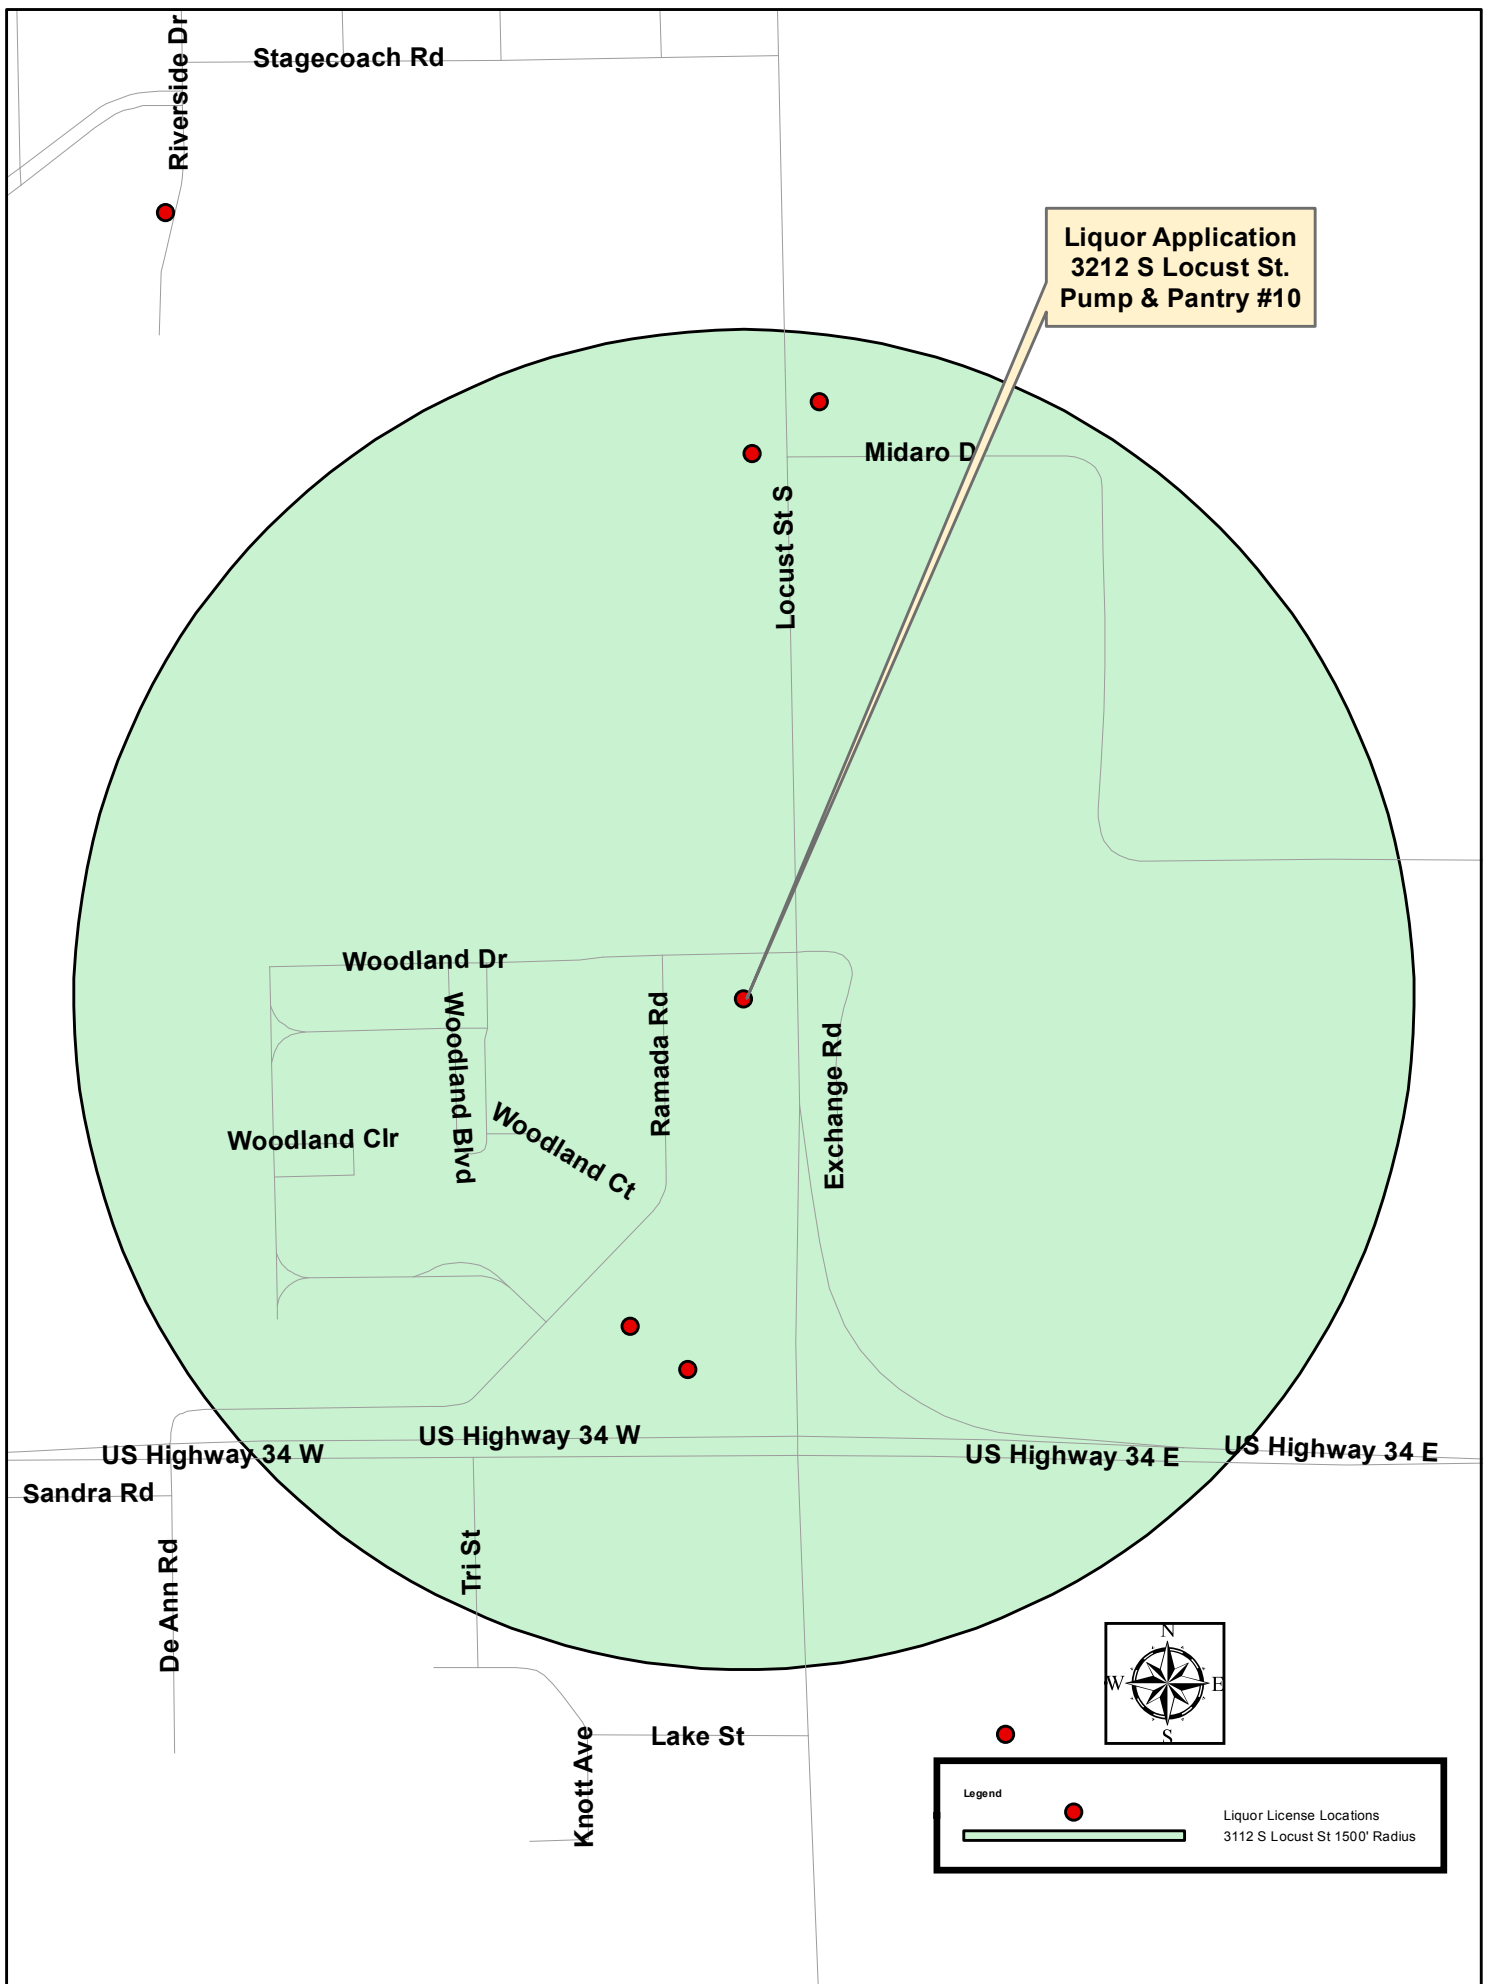 Riverside Dr
Stagecoach Rd
Liquor Application
3212 S Locust St.
Pump & Pantry #10
Midaro D
Locust St S
Woodland Dr
Woodland Blvd
Ramada Rd
Exchange Rd
Woodland Clr
Woodland Ct
US Highway 34 W
US Highway 34 W
US Highway 34 E
US Highway 34 E
Sandra Rd
De Ann Rd
Tri St
Knott Ave
Lake St
N
W
E
S
Legend
Liquor License Locations
3112 S Locust St 1500' Radius